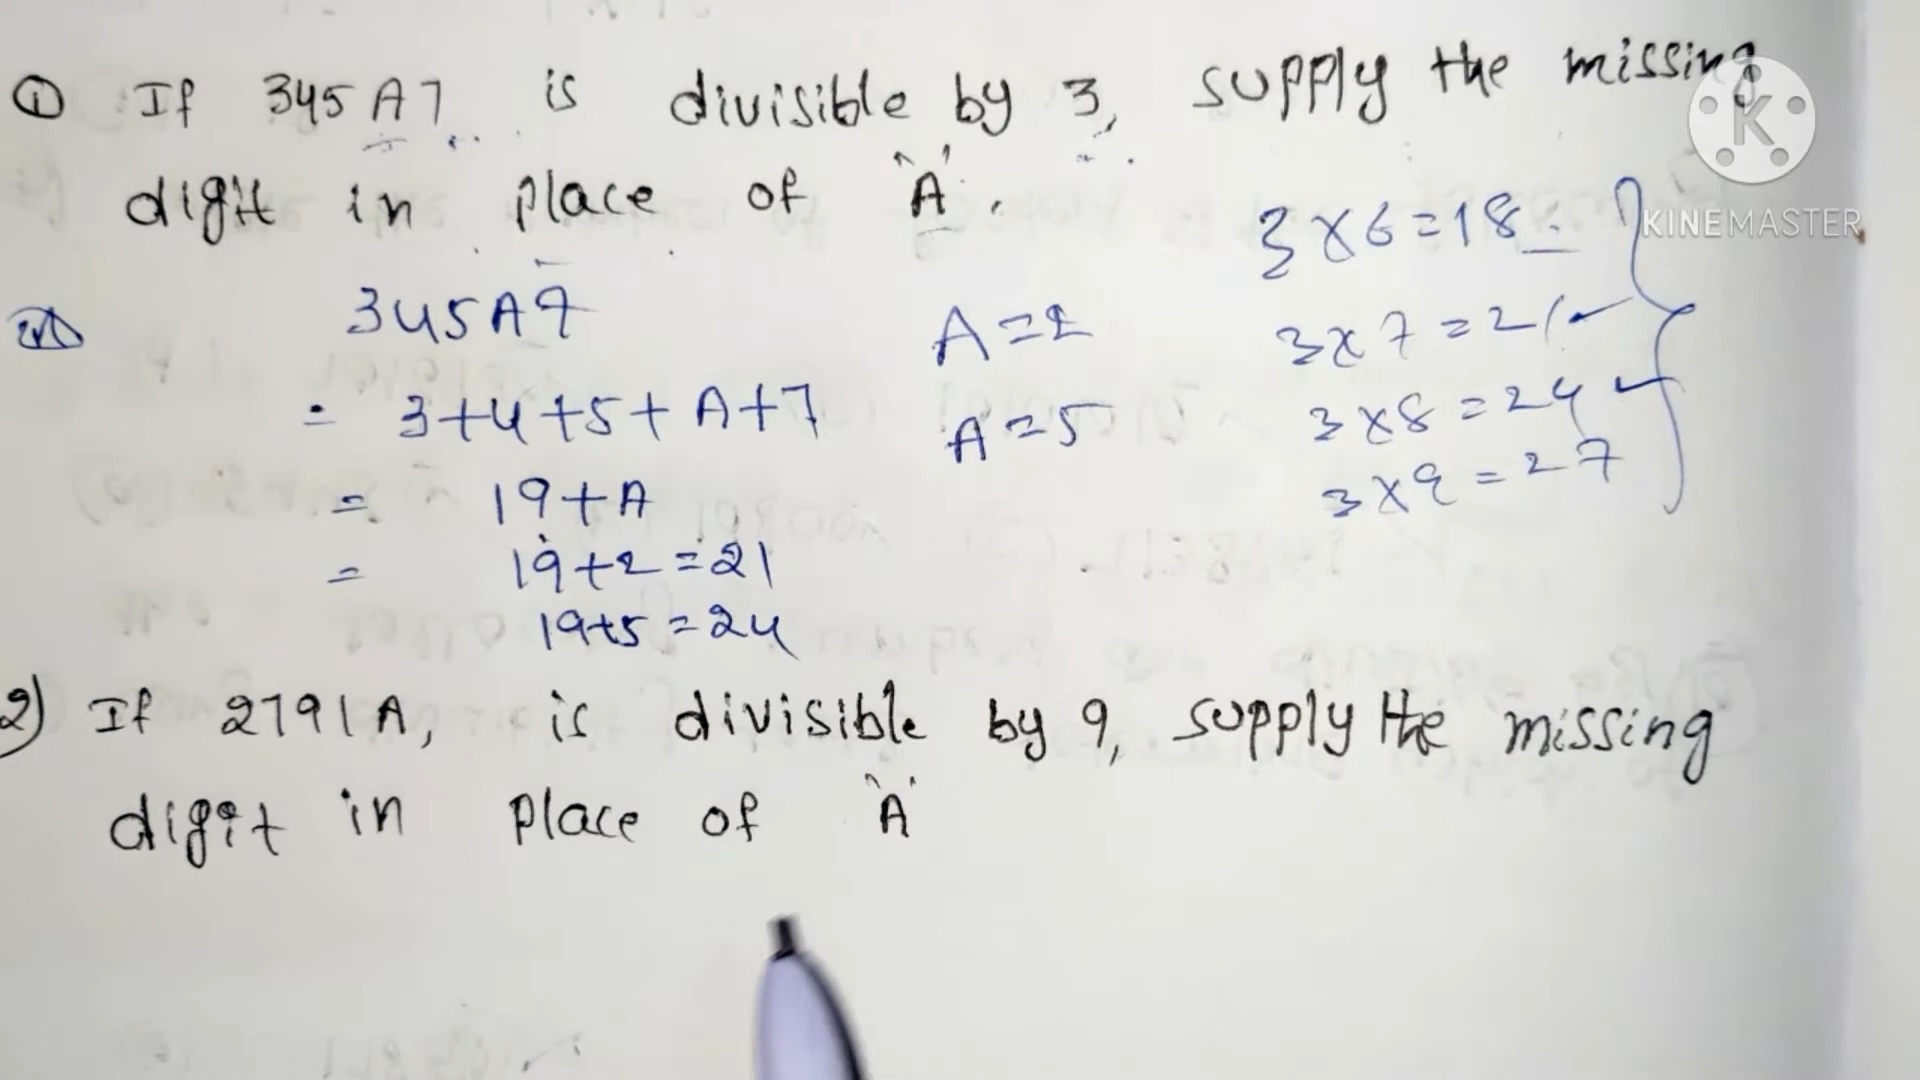 ① If 345A7 is divisible by 3, supply the missing
digit in place of 'A'.
345A7
= 3+4+5+A+7
= 19+A
= 19+2=21
19+5=24
A=2
A=5
3×6=18
3×7=21
3×8=24
3×9=27
K
KINEMASTER
2) If 2791A, is divisible by 9, supply the missing
digit in place of 'A'